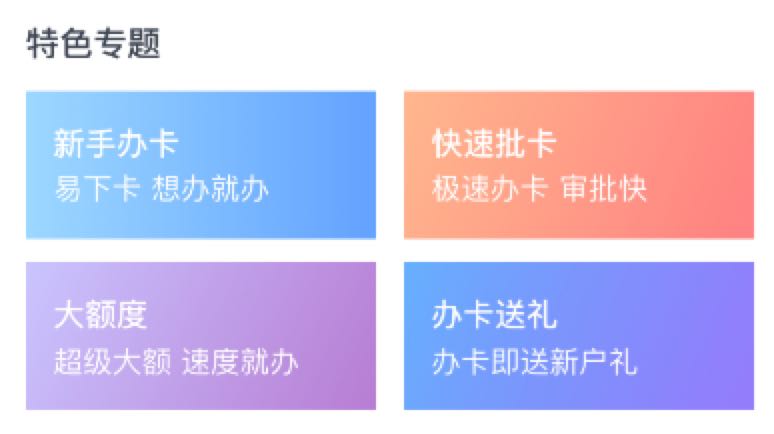 特色专题
新手办卡
易下卡 想办就办
快速批卡
极速办卡 审批快
大额度
超级大额 速度就办
办卡送礼
办卡即送新户礼